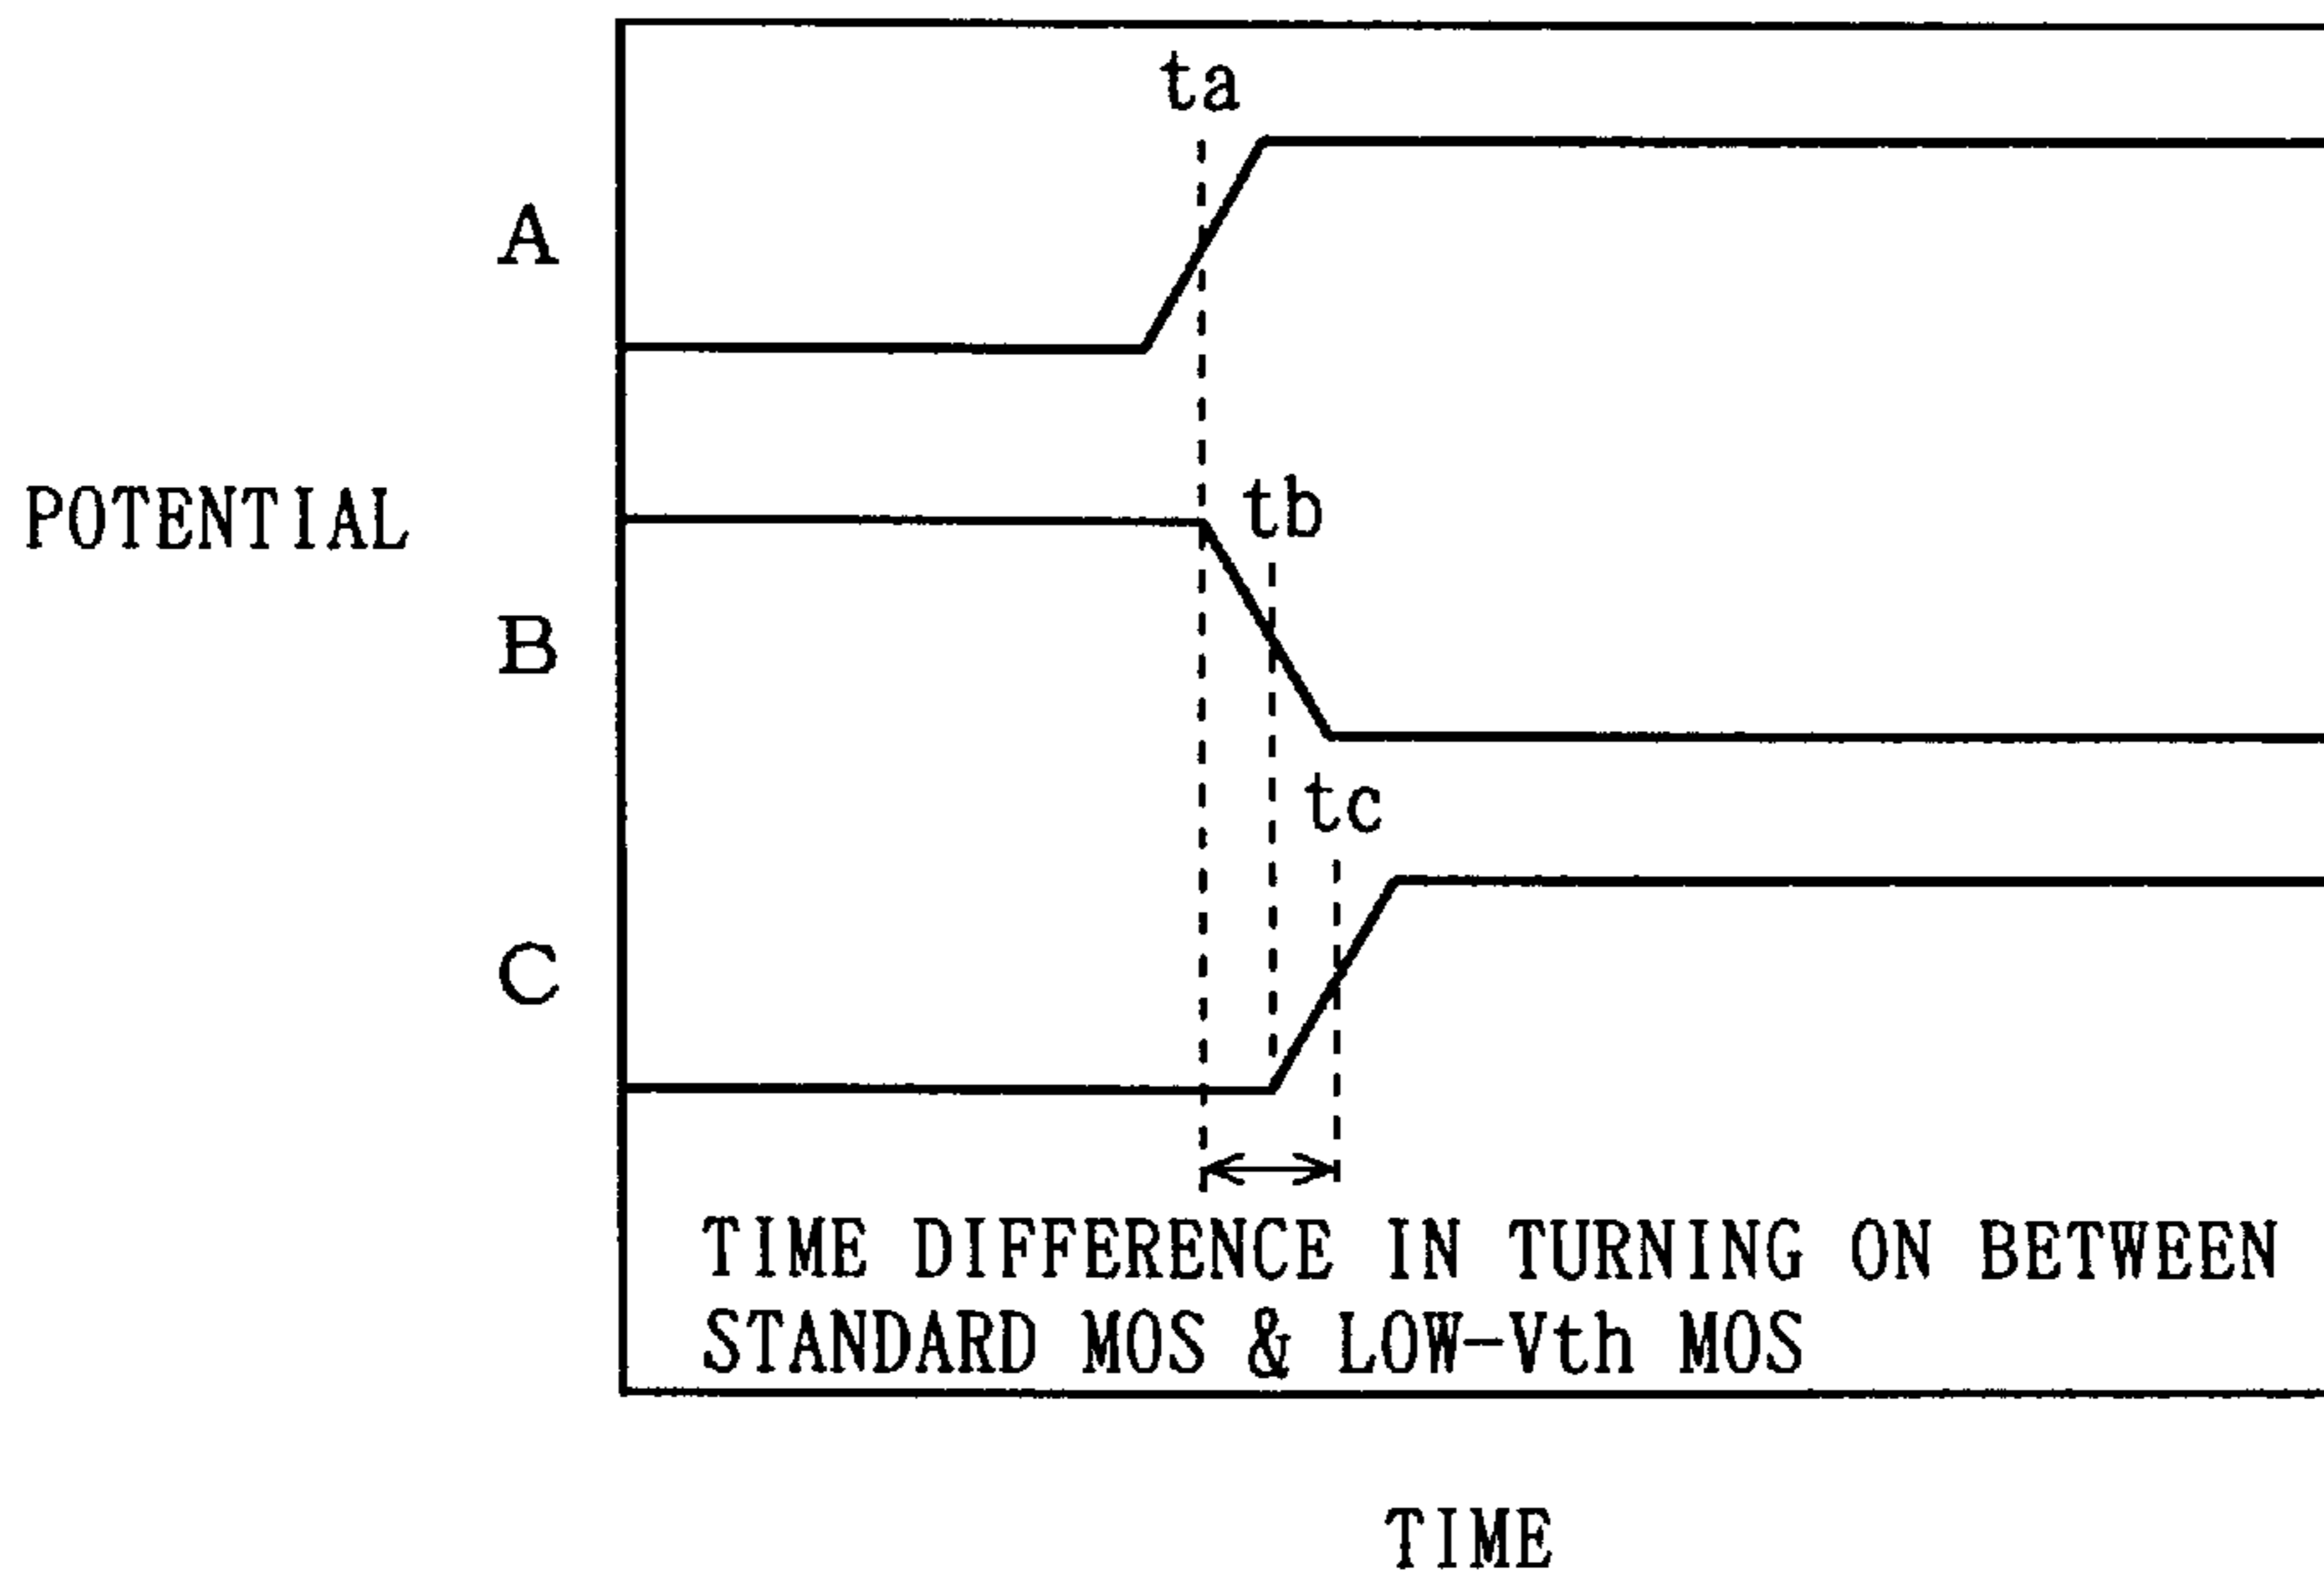 ta
A
POTENTIAL
tb
B
tc
C
TIME DIFFERENCE IN TURNING ON BETWEEN
STANDARD MOS & LOW-Vth MOS
TIME